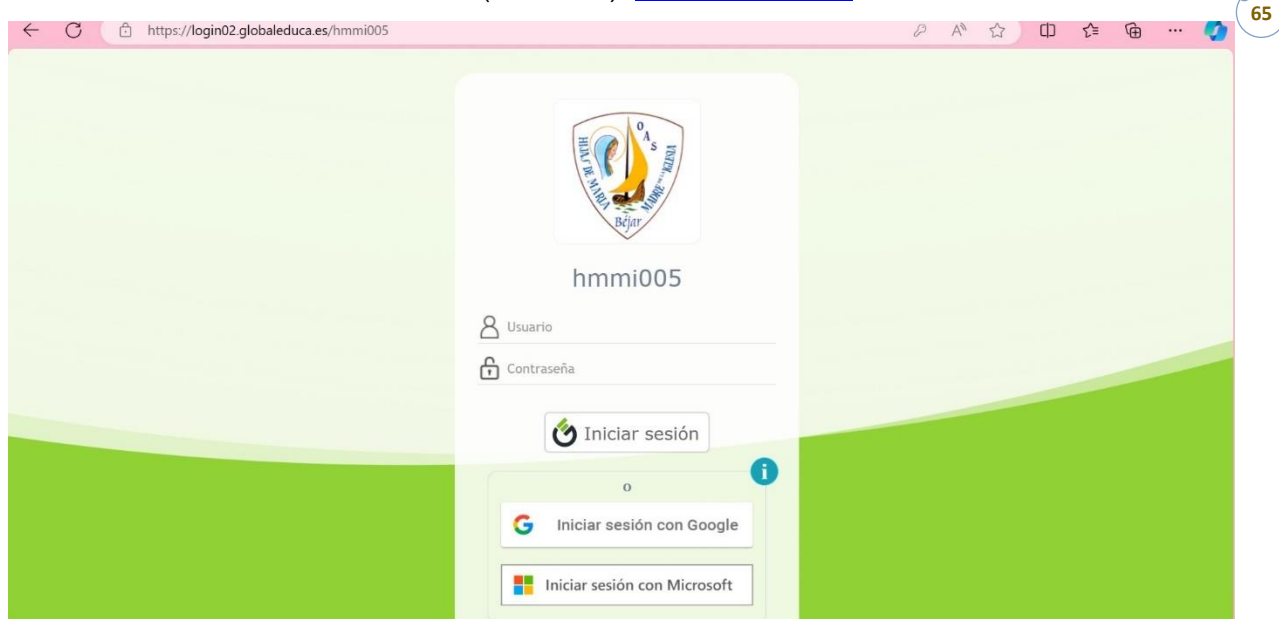 65
https://login02.globaleduca.es/hmmi005
HIJAS DE MARIA
O
A
S
MADRE DE LA IGLESIA
Béjar
hmmi005
Usuario
Contraseña
Iniciar sesión
o
Iniciar sesión con Google
Iniciar sesión con Microsoft